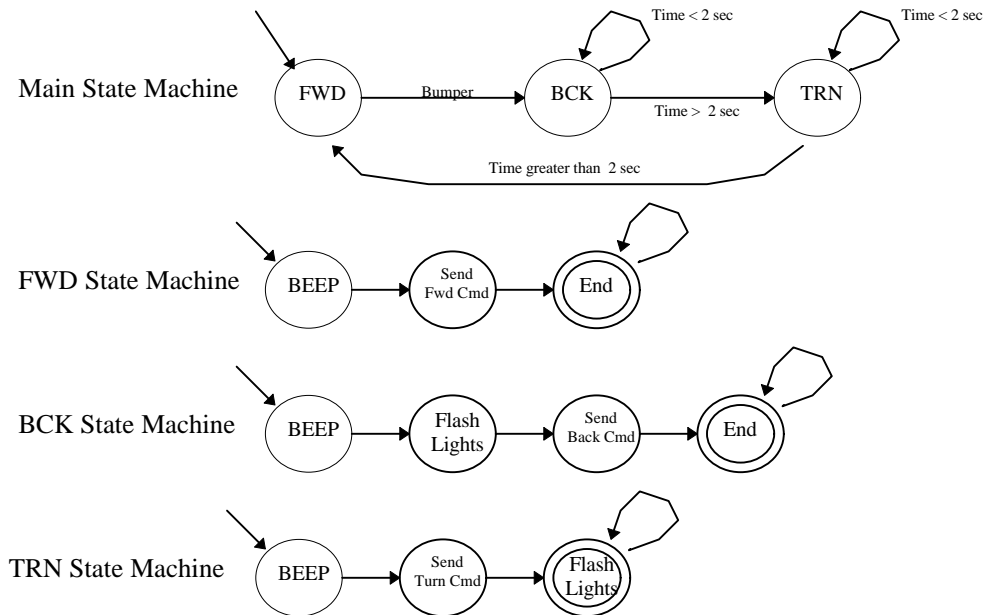 Time < 2 sec
Time < 2 sec
Main State Machine
FWD
Bumper
BCK
Time > 2 sec
TRN
Time greater than 2 sec
FWD State Machine
BEEP
Send
Fwd Cmd
End
BCK State Machine
BEEP
Flash
Lights
Send
Back Cmd
End
TRN State Machine
BEEP
Send
Turn Cmd
Flash
Lights